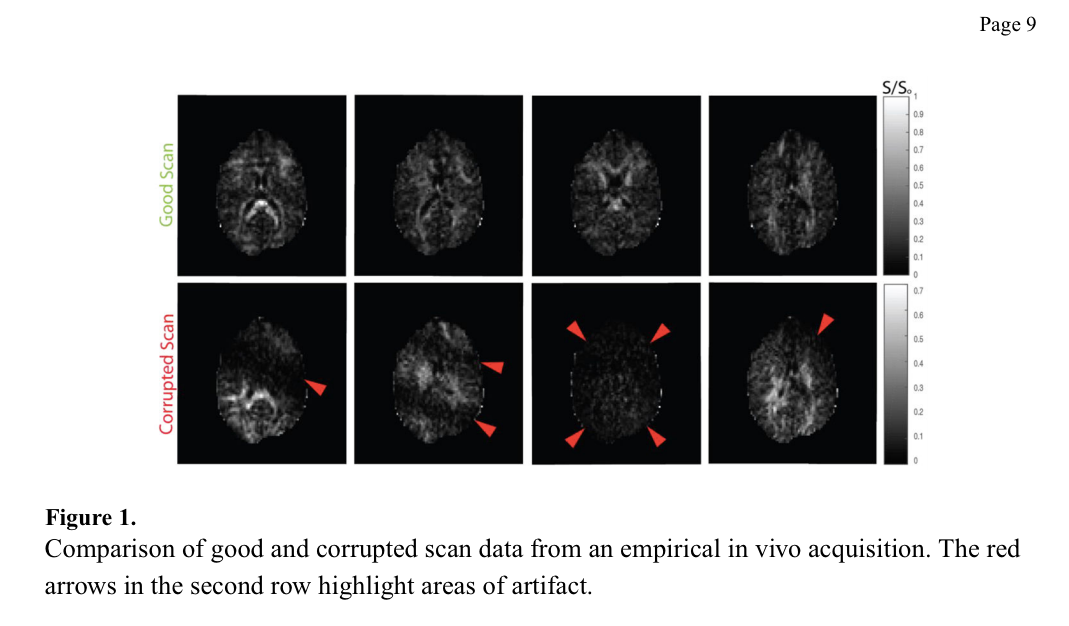 Page 9
S/S₀
Good Scan
1
0.9
0.8
0.7
0.6
0.5
0.4
0.3
0.2
0.1
0
Corrupted Scan
0.7
0.6
0.5
0.4
0.3
0.2
0.1
0
Figure 1.
Comparison of good and corrupted scan data from an empirical in vivo acquisition. The red
arrows in the second row highlight areas of artifact.